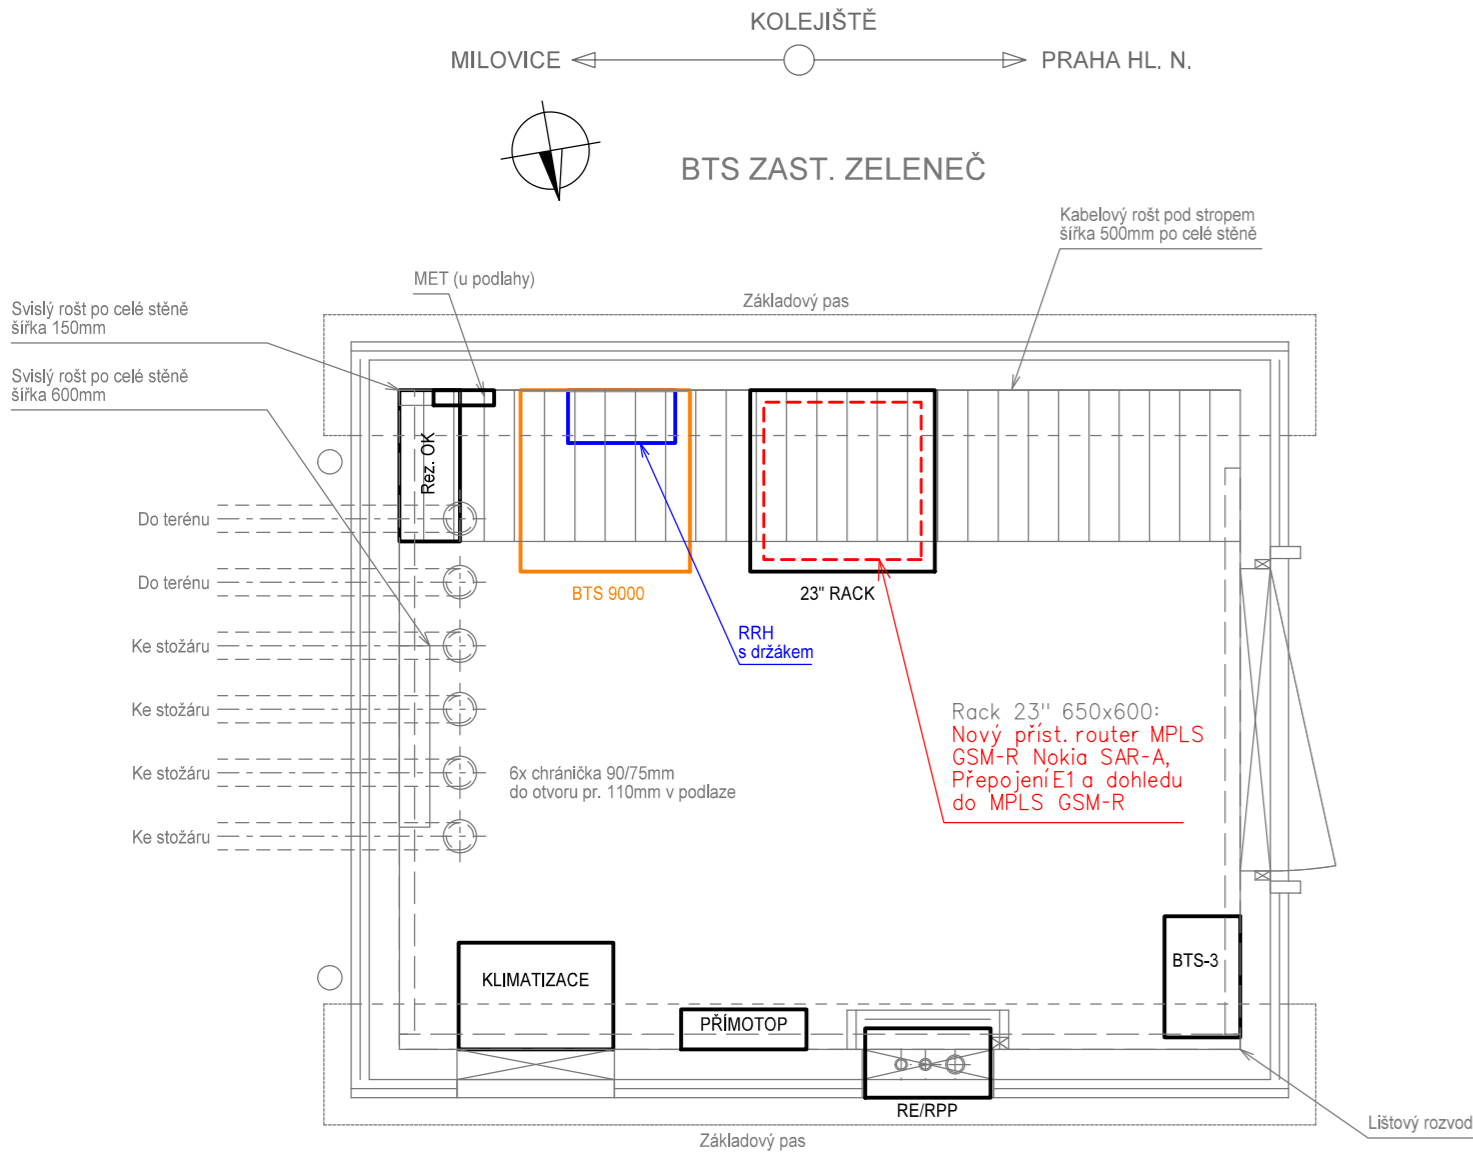 KOLEJIŠTĚ
MILOVICE
PRAHA HL. N.
BTS ZAST. ZELENEČ
Kabelový rošt pod stropem
šířka 500mm po celé stěně
MET (u podlahy)
Základový pas
Svislý rošt po celé stěně
šířka 150mm
Svislý rošt po celé stěně
šířka 600mm
Rez. OK
Do terénu
Do terénu
Ke stožáru
Ke stožáru
Ke stožáru
Ke stožáru
BTS 9000
23" RACK
RRH
s držákem
Rack 23" 650x600:
Nový příst. router MPLS
GSM-R Nokia SAR-A,
Přepojení E1 a dohledu
do MPLS GSM-R
6x chránička 90/75mm
do otvoru pr. 110mm v podlaze
KLIMATIZACE
PŘÍMOTOP
BTS-3
RE/RPP
Lištový rozvod
Základový pas